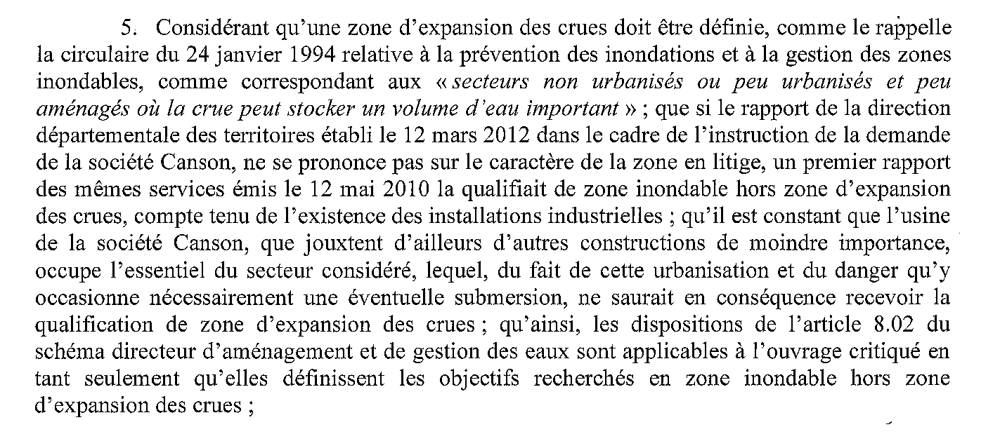 5. Considérant qu’une zone d’expansion des crues doit être définie, comme le rappelle
la circulaire du 24 janvier 1994 relative à la prévention des inondations et à la gestion des zones
inondables, comme correspondant aux « secteurs non urbanisés ou peu urbanisés et peu
aménagés où la crue peut stocker un volume d’eau important » ; que si le rapport de la direction
départementale des territoires établi le 12 mars 2012 dans le cadre de l’instruction de la demande
de la société Canson, ne se prononce pas sur le caractère de la zone en litige, un premier rapport
des mêmes services émis le 12 mai 2010 la qualifiait de zone inondable hors zone d’expansion
des crues, compte tenu de l’existence des installations industrielles ; qu’il est constant que l’usine
de la société Canson, que jouxtent d’ailleurs d’autres constructions de moindre importance,
occupe l’essentiel du secteur considéré, lequel, du fait de cette urbanisation et du danger qu’y
occasionne nécessairement une éventuelle submersion, ne saurait en conséquence recevoir la
qualification de zone d’expansion des crues ; qu’ainsi, les dispositions de l’article 8.02 du
schéma directeur d’aménagement et de gestion des eaux sont applicables à l’ouvrage critiqué en
tant seulement qu’elles définissent les objectifs recherchés en zone inondable hors zone
d’expansion des crues ;